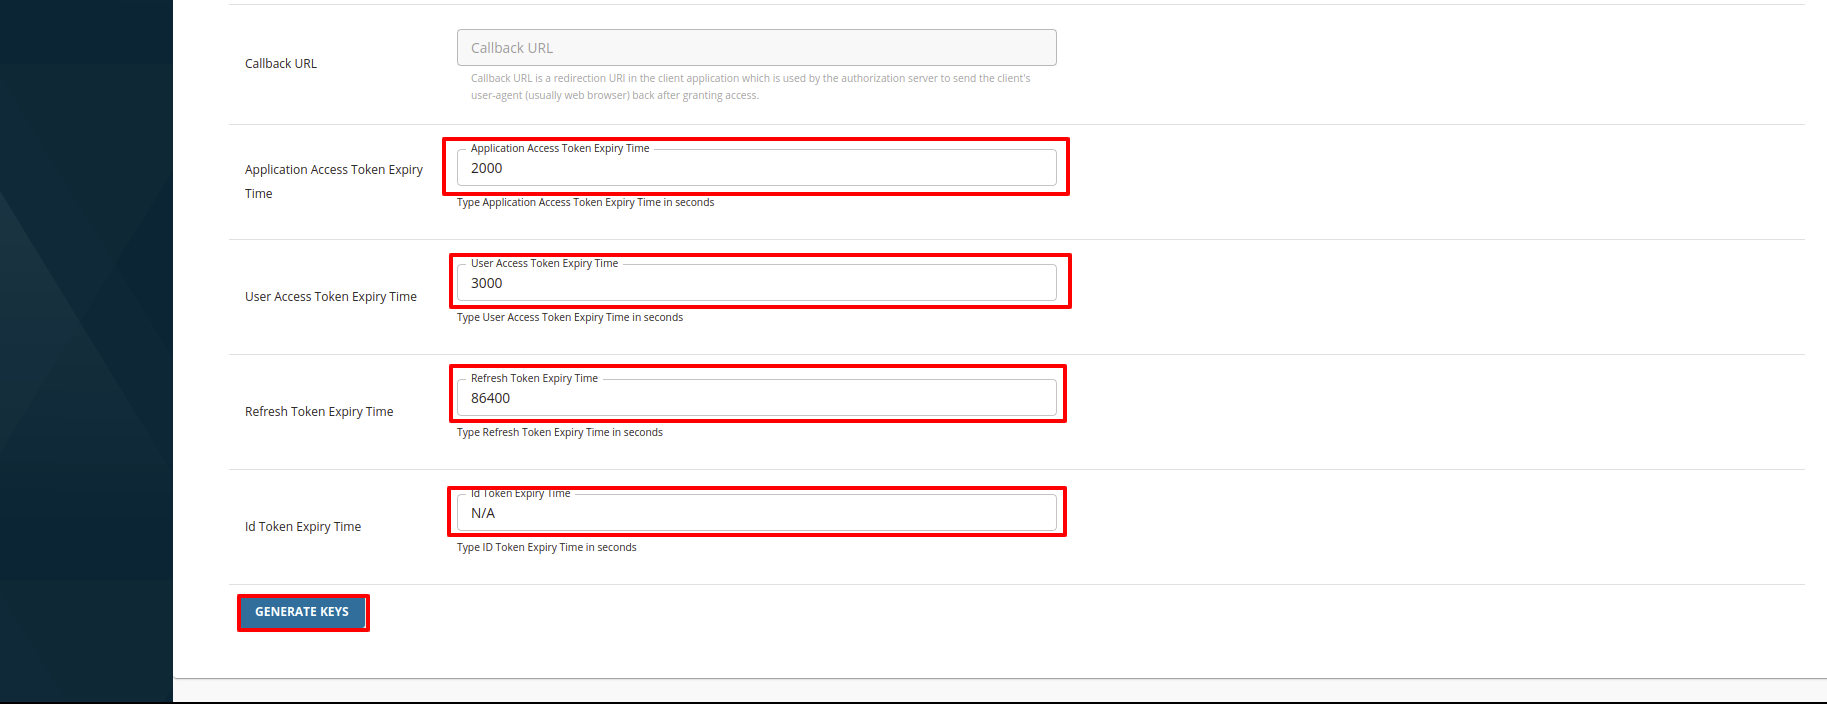 Callback URL
Callback URL
Callback URL is a redirection URI in the client application which is used by the authorization server to send the client's
user-agent (usually web browser) back after granting access.
Application Access Token Expiry
Time
Application Access Token Expiry Time
2000
Type Application Access Token Expiry Time in seconds
User Access Token Expiry Time
User Access Token Expiry Time
3000
Type User Access Token Expiry Time in seconds
Refresh Token Expiry Time
Refresh Token Expiry Time
86400
Type Refresh Token Expiry Time in seconds
Id Token Expiry Time
Id Token Expiry Time
N/A
Type ID Token Expiry Time in seconds
GENERATE KEYS